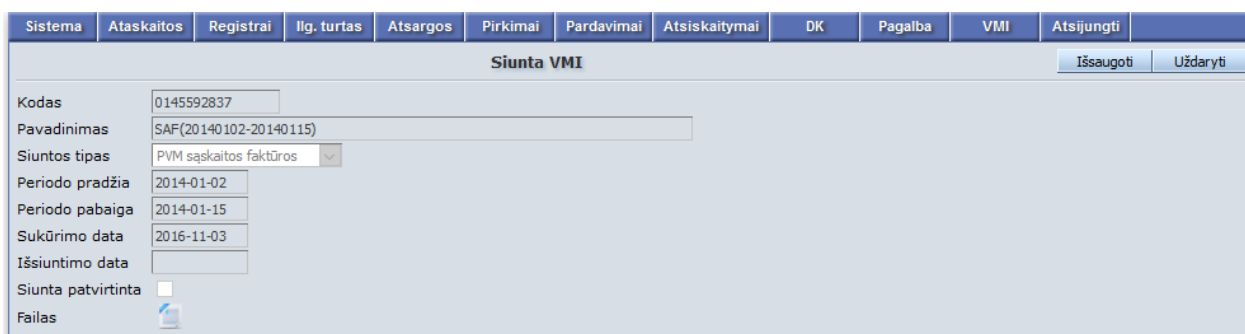 Sistema Ataskaitos Registrai Ilg. turtas Atsargos Pirkimai Pardavimai Atsiskaitymai DK Pagalba VMI Atsijungti
Siunta VMI Išsaugoti Uždaryti
Kodas 0145592837
Pavadinimas SAF(20140102-20140115)
Siuntos tipas PVM sąskaitos faktūros
Periodo pradžia 2014-01-02
Periodo pabaiga 2014-01-15
Sukūrimo data 2016-11-03
Išsiuntimo data
Siunta patvirtinta
Failas